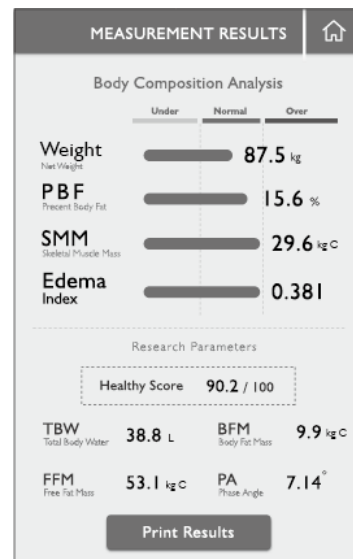 MEASUREMENT RESULTS
Body Composition Analysis
Under Normal Over
Weight 87.5 kg
Net Weight
PBF 15.6 %
Precent Body Fat
SMM 29.6 kg C
Skeletal Muscle Mass
Edema
Index 0.381
Research Parameters
Healthy Score 90.2 / 100
TBW 38.8 L BFM 9.9 kg C
Total Body Water Body Fat Mass
FFM 53.1 kg C PA 7.14°
Free Fat Mass Phase Angle
Print Results